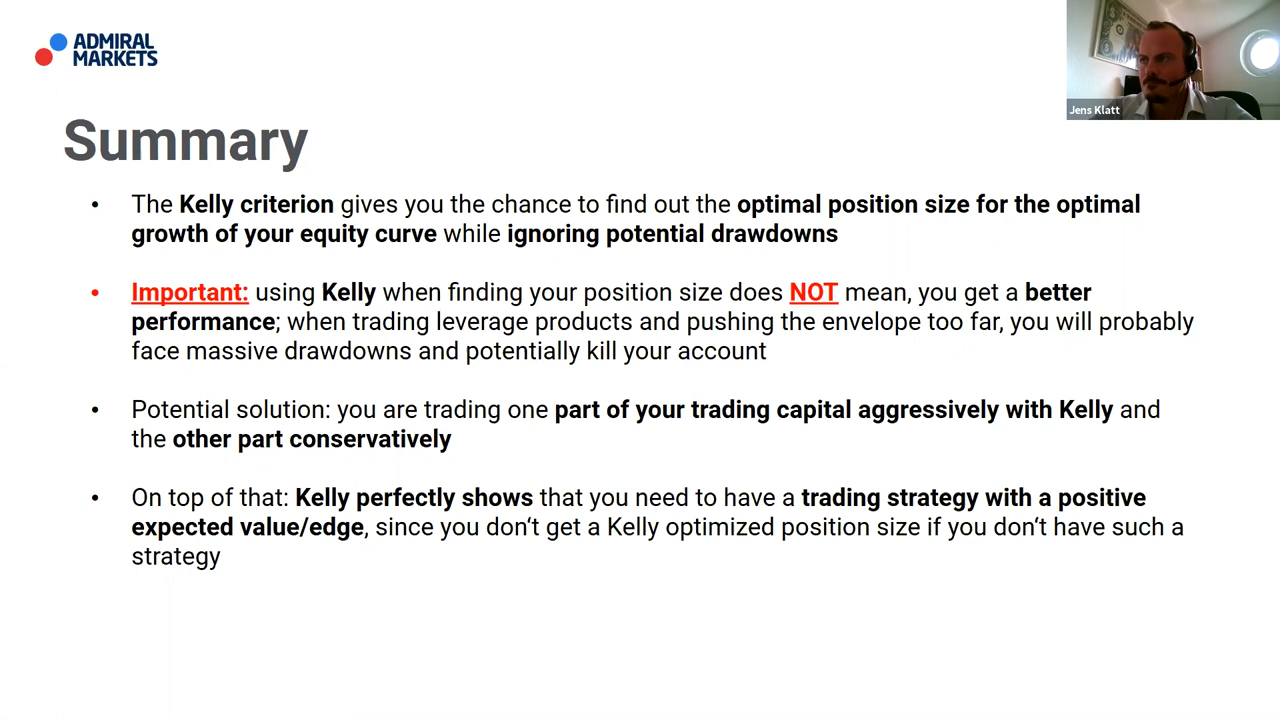 ADMIRAL
MARKETS
Jens Klatt
Summary
• The Kelly criterion gives you the chance to find out the optimal position size for the optimal
growth of your equity curve while ignoring potential drawdowns
• Important: using Kelly when finding your position size does NOT mean, you get a better
performance; when trading leverage products and pushing the envelope too far, you will probably
face massive drawdowns and potentially kill your account
• Potential solution: you are trading one part of your trading capital aggressively with Kelly and
the other part conservatively
• On top of that: Kelly perfectly shows that you need to have a trading strategy with a positive
expected value/edge, since you don‘t get a Kelly optimized position size if you don‘t have such a
strategy